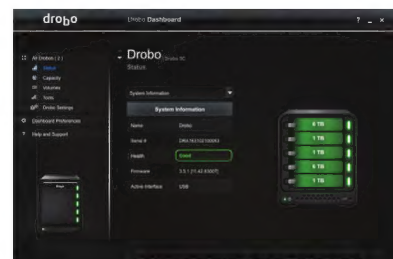 drobo
Drobo Dashboard
? _ ×
All Drobos ( 2 )
Status
Capacity
Volumes
Tools
Drobo Settings
Dashboard Preferences
? Help and Support
Drobo
Status
System Information
System Information
Name Drobo
Serial #
Health Good
Firmware
Active Interface USB
6 TB
1 TB
1 TB
6 TB
1 TB